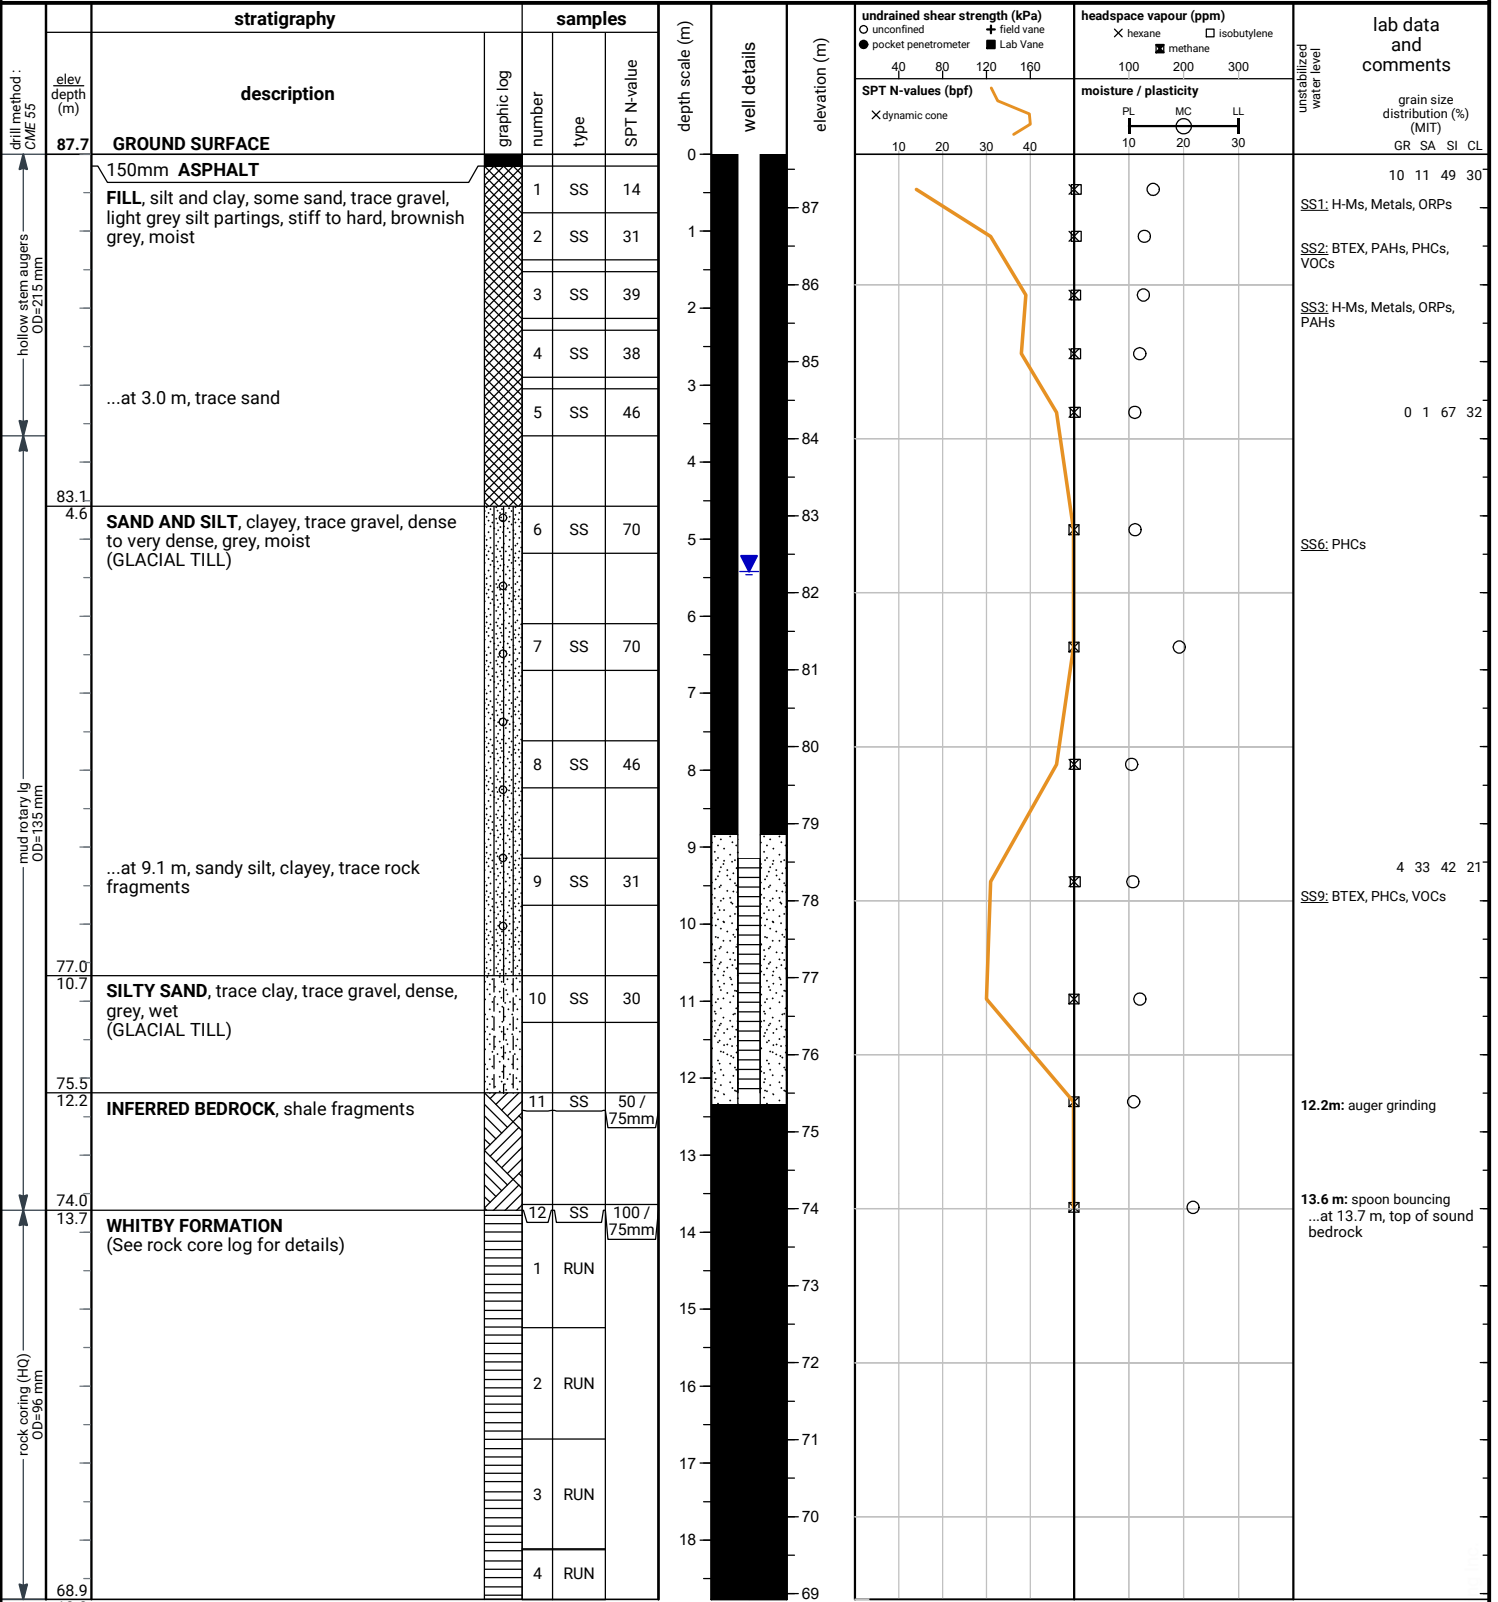 stratigraphy
samples
drill method :
CME 55
elev
depth
(m)
description
graphic log
number
type
SPT N-value
depth scale (m)
well details
elevation (m)
undrained shear strength (kPa)
unconfined
field vane
pocket penetrometer
Lab Vane
40 80 120 160
SPT N-values (bpf)
dynamic cone
10 20 30 40
headspace vapour (ppm)
hexane
isobutylene
methane
100 200 300
moisture / plasticity
PL MC LL
10 20 30
unstabilized
water level
lab data
and
comments
grain size
distribution (%)
(MIT)
GR SA SI CL
87.7 GROUND SURFACE
150mm ASPHALT
FILL, silt and clay, some sand, trace gravel,
light grey silt partings, stiff to hard, brownish
grey, moist
...at 3.0 m, trace sand
83.1
4.6
SAND AND SILT, clayey, trace gravel, dense
to very dense, grey, moist
(GLACIAL TILL)
...at 9.1 m, sandy silt, clayey, trace rock
fragments
77.0
10.7
SILTY SAND, trace clay, trace gravel, dense,
grey, wet
(GLACIAL TILL)
75.5
12.2
INFERRED BEDROCK, shale fragments
74.0
13.7
WHITBY FORMATION
(See rock core log for details)
68.9
hollow stem augers
OD=215 mm
mud rotary lg
OD=135 mm
rock coring (HQ)
OD=96 mm
1 SS 14
2 SS 31
3 SS 39
4 SS 38
5 SS 46
6 SS 70
7 SS 70
8 SS 46
9 SS 31
10 SS 30
11 SS 50 /
75mm
12 SS 100 /
75mm
1 RUN
2 RUN
3 RUN
4 RUN
0
1
2
3
4
5
6
7
8
9
10
11
12
13
14
15
16
17
18
87
86
85
84
83
82
81
80
79
78
77
76
75
74
73
72
71
70
69
10 11 49 30
SS1: H-Ms, Metals, ORPs
SS2: BTEX, PAHs, PHCs,
VOCs
SS3: H-Ms, Metals, ORPs,
PAHs
0 1 67 32
SS6: PHCs
4 33 42 21
SS9: BTEX, PHCs, VOCs
12.2m: auger grinding
13.6 m: spoon bouncing
...at 13.7 m, top of sound
bedrock